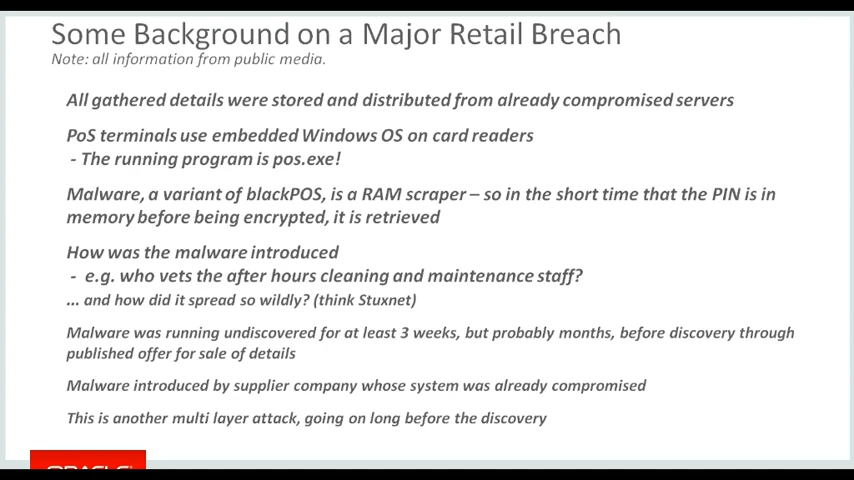 Some Background on a Major Retail Breach
Note: all information from public media.
All gathered details were stored and distributed from already compromised servers
PoS terminals use embedded Windows OS on card readers
- The running program is pos.exe!
Malware, a variant of blackPOS, is a RAM scraper – so in the short time that the PIN is in
memory before being encrypted, it is retrieved
How was the malware introduced
- e.g. who vets the after hours cleaning and maintenance staff?
... and how did it spread so wildly? (think Stuxnet)
Malware was running undiscovered for at least 3 weeks, but probably months, before discovery through
published offer for sale of details
Malware introduced by supplier company whose system was already compromised
This is another multi layer attack, going on long before the discovery
ORACLE